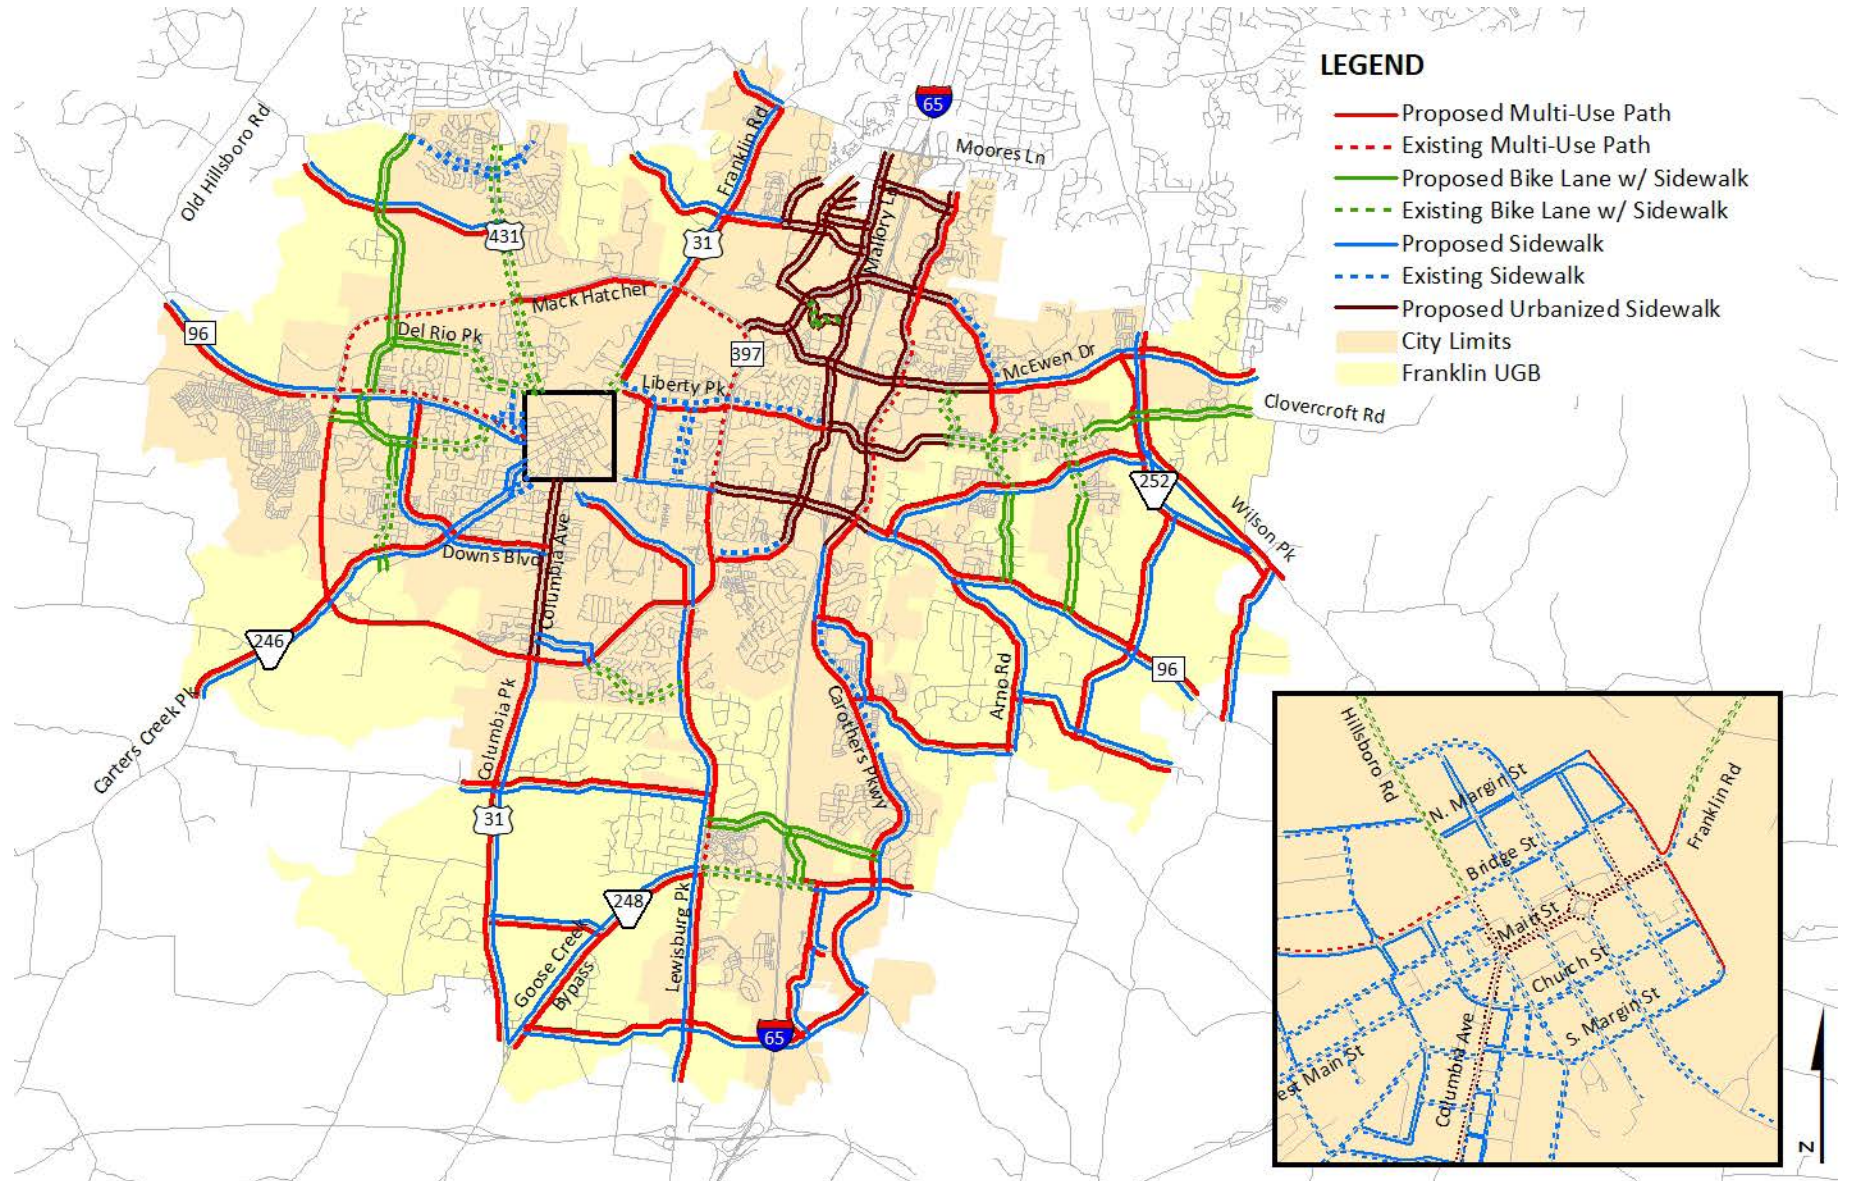 LEGEND
Proposed Multi-Use Path
Existing Multi-Use Path
Proposed Bike Lane w/ Sidewalk
Existing Bike Lane w/ Sidewalk
Proposed Sidewalk
Existing Sidewalk
Proposed Urbanized Sidewalk
City Limits
Franklin UGB
65
Moores Ln
Old Hillsboro Rd
Franklin Rd
431
31
Mallory Ln
Mack Hatcher
96
Del Rio Pk
397
McEwen Dr
Liberty Pk
Clovercroft Rd
252
Wilson Pk
Downs Blvd
Columbia Ave
246
96
Arno Rd
Carters Creek Pk
Columbia Pk
Carothers Pkwy
31
248
Goose Creek
Bypass
Lewisburg Pk
65
Hillsboro Rd
N. Margin St
Franklin Rd
Bridge St
Main St
Church St
S. Margin St
est Main St
Columbia Ave
N